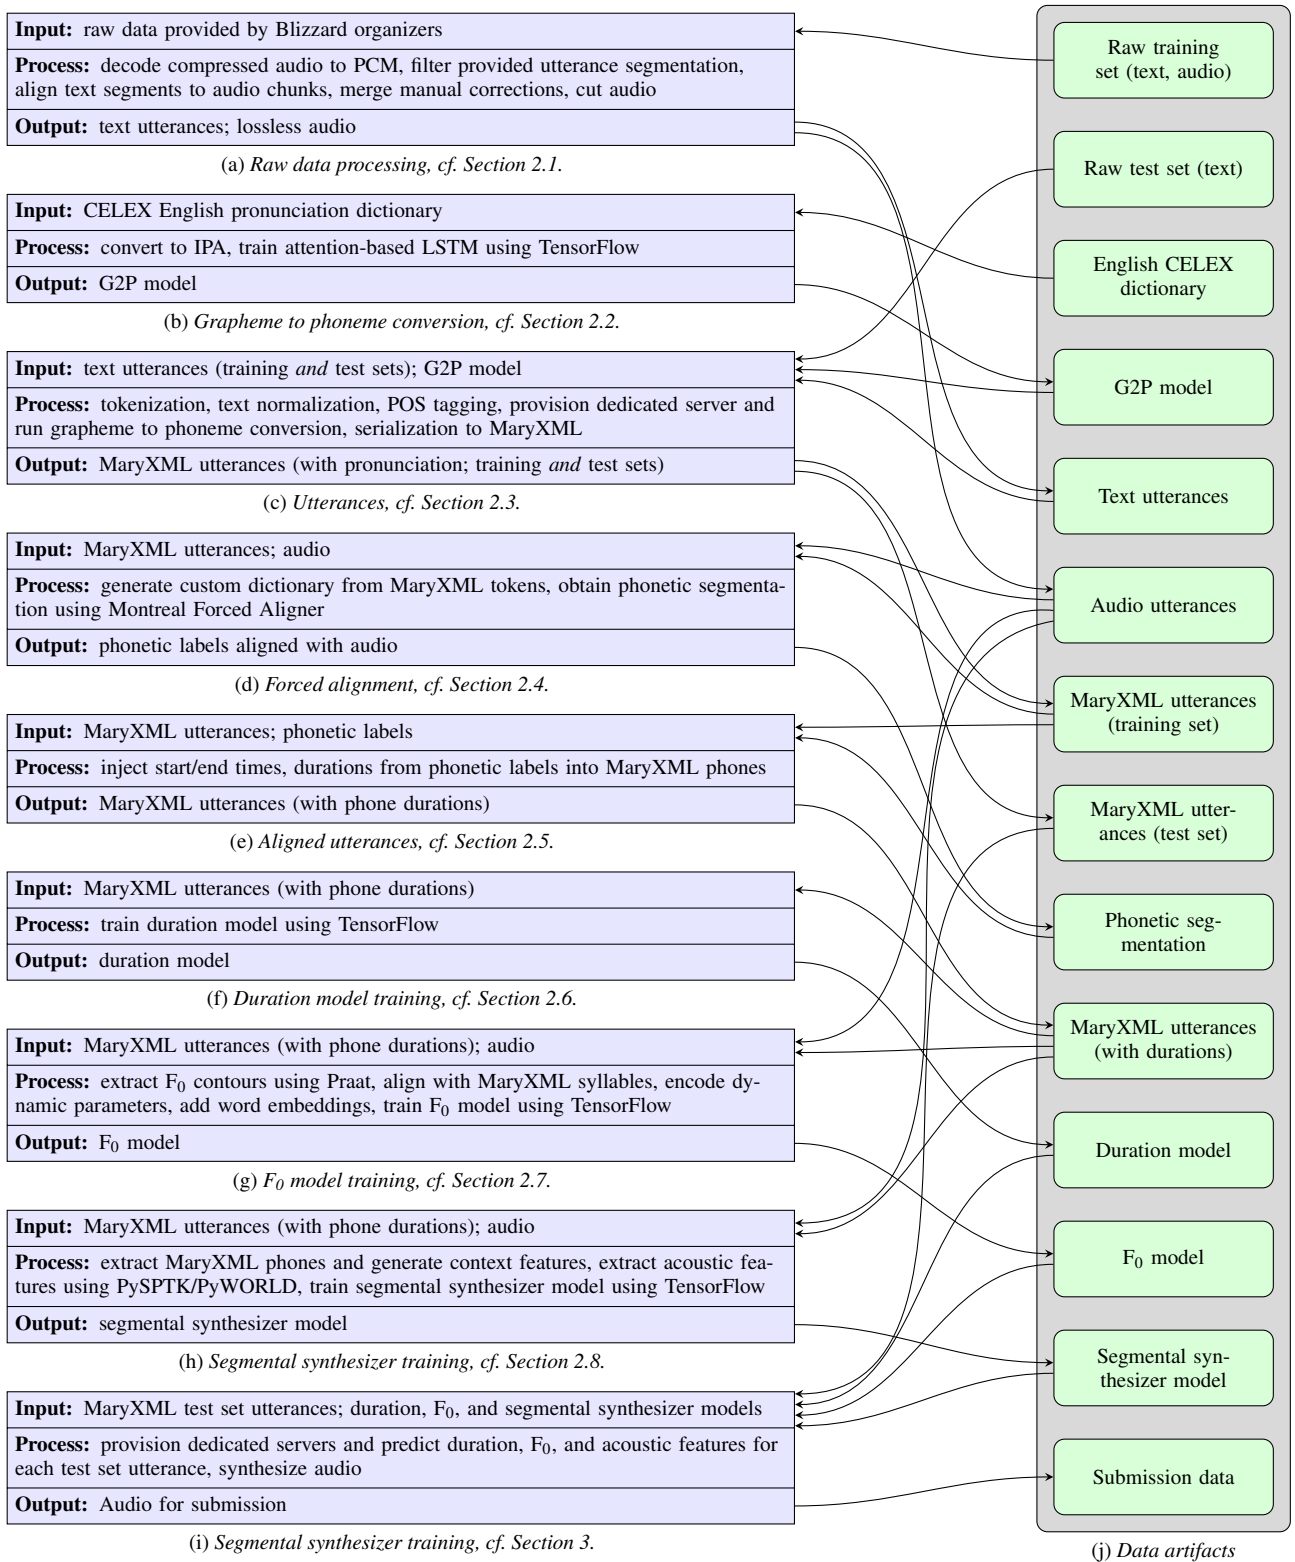 Input: raw data provided by Blizzard organizers
Process: decode compressed audio to PCM, filter provided utterance segmentation,
align text segments to audio chunks, merge manual corrections, cut audio
Output: text utterances; lossless audio
(a) Raw data processing, cf. Section 2.1.
Input: CELEX English pronunciation dictionary
Process: convert to IPA, train attention-based LSTM using TensorFlow
Output: G2P model
(b) Grapheme to phoneme conversion, cf. Section 2.2.
Input: text utterances (training and test sets); G2P model
Process: tokenization, text normalization, POS tagging, provision dedicated server and
run grapheme to phoneme conversion, serialization to MaryXML
Output: MaryXML utterances (with pronunciation; training and test sets)
(c) Utterances, cf. Section 2.3.
Input: MaryXML utterances; audio
Process: generate custom dictionary from MaryXML tokens, obtain phonetic segmenta-
tion using Montreal Forced Aligner
Output: phonetic labels aligned with audio
(d) Forced alignment, cf. Section 2.4.
Input: MaryXML utterances; phonetic labels
Process: inject start/end times, durations from phonetic labels into MaryXML phones
Output: MaryXML utterances (with phone durations)
(e) Aligned utterances, cf. Section 2.5.
Input: MaryXML utterances (with phone durations)
Process: train duration model using TensorFlow
Output: duration model
(f) Duration model training, cf. Section 2.6.
Input: MaryXML utterances (with phone durations); audio
Process: extract F0 contours using Praat, align with MaryXML syllables, encode dy-
namic parameters, add word embeddings, train F0 model using TensorFlow
Output: F0 model
(g) F0 model training, cf. Section 2.7.
Input: MaryXML utterances (with phone durations); audio
Process: extract MaryXML phones and generate context features, extract acoustic fea-
tures using PySPTK/PyWORLD, train segmental synthesizer model using TensorFlow
Output: segmental synthesizer model
(h) Segmental synthesizer training, cf. Section 2.8.
Input: MaryXML test set utterances; duration, F0, and segmental synthesizer models
Process: provision dedicated servers and predict duration, F0, and acoustic features for
each test set utterance, synthesize audio
Output: Audio for submission
(i) Segmental synthesizer training, cf. Section 3.
Raw training
set (text, audio)
Raw test set (text)
English CELEX
dictionary
G2P model
Text utterances
Audio utterances
MaryXML utterances
(training set)
MaryXML utter-
ances (test set)
Phonetic seg-
mentation
MaryXML utterances
(with durations)
Duration model
F0 model
Segmental syn-
thesizer model
Submission data
(j) Data artifacts